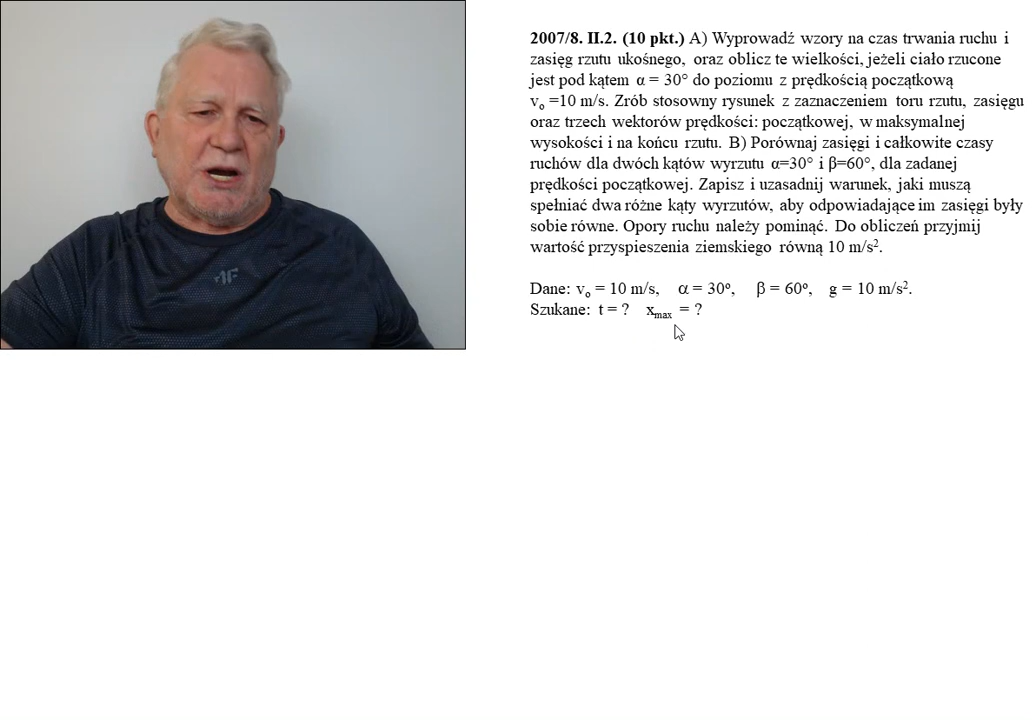 2007/8. II.2. (10 pkt.) A) Wyprowadź wzory na czas trwania ruchu i
zasięg rzutu ukośnego, oraz oblicz te wielkości, jeżeli ciało rzucone
jest pod kątem α = 30° do poziomu z prędkością początkową
vₒ =10 m/s. Zrób stosowny rysunek z zaznaczeniem toru rzutu, zasięgu
oraz trzech wektorów prędkości: początkowej, w maksymalnej
wysokości i na końcu rzutu. B) Porównaj zasięgi i całkowite czasy
ruchów dla dwóch kątów wyrzutu α=30° i β=60°, dla zadanej
prędkości początkowej. Zapisz i uzasadnij warunek, jaki muszą
spełniać dwa różne kąty wyrzutów, aby odpowiadające im zasięgi były
sobie równe. Opory ruchu należy pominąć. Do obliczeń przyjmij
wartość przyspieszenia ziemskiego równą 10 m/s².
Dane: vₒ = 10 m/s, α = 30º, β = 60º, g = 10 m/s².
Szukane: t = ? xmax = ?
4F